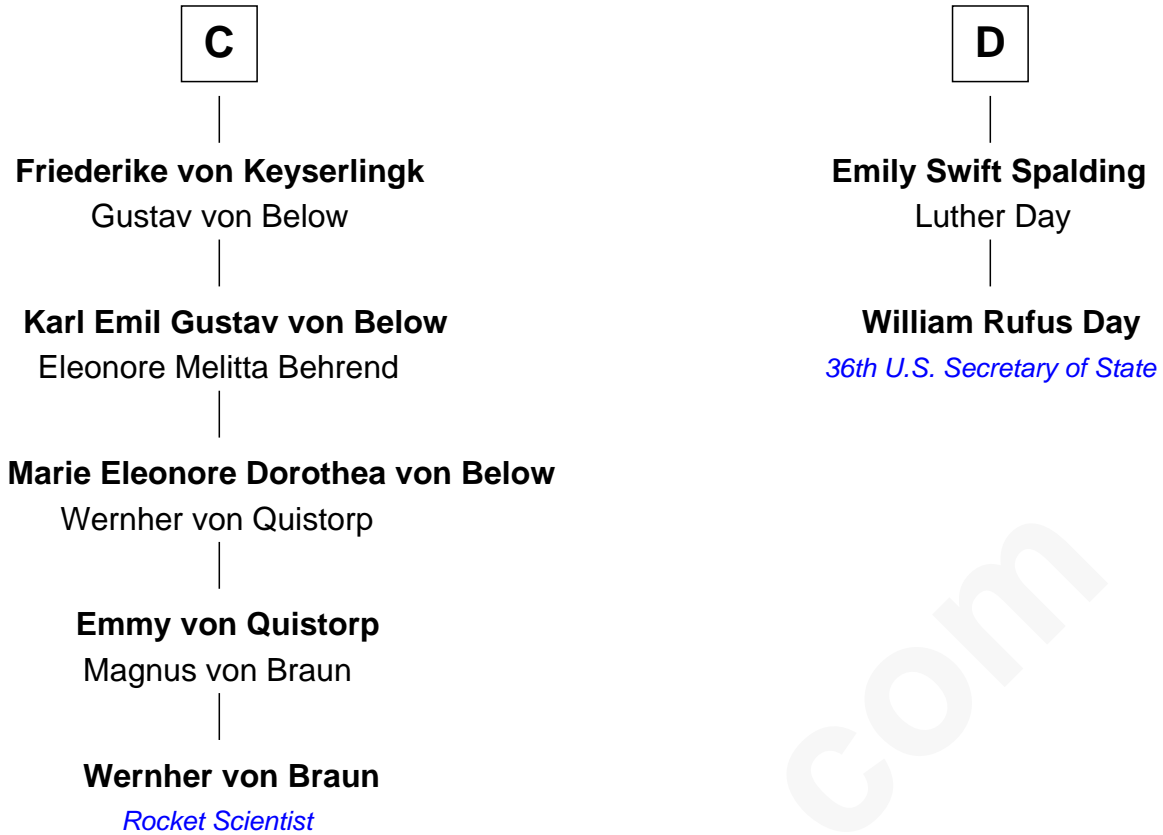 C
Friederike von Keyserlingk
Gustav von Below
Karl Emil Gustav von Below
Eleonore Melitta Behrend
Marie Eleonore Dorothea von Below
Wernher von Quistorp
Emmy von Quistorp
Magnus von Braun
Wernher von Braun
Rocket Scientist
D
Emily Swift Spalding
Luther Day
William Rufus Day
36th U.S. Secretary of State
com